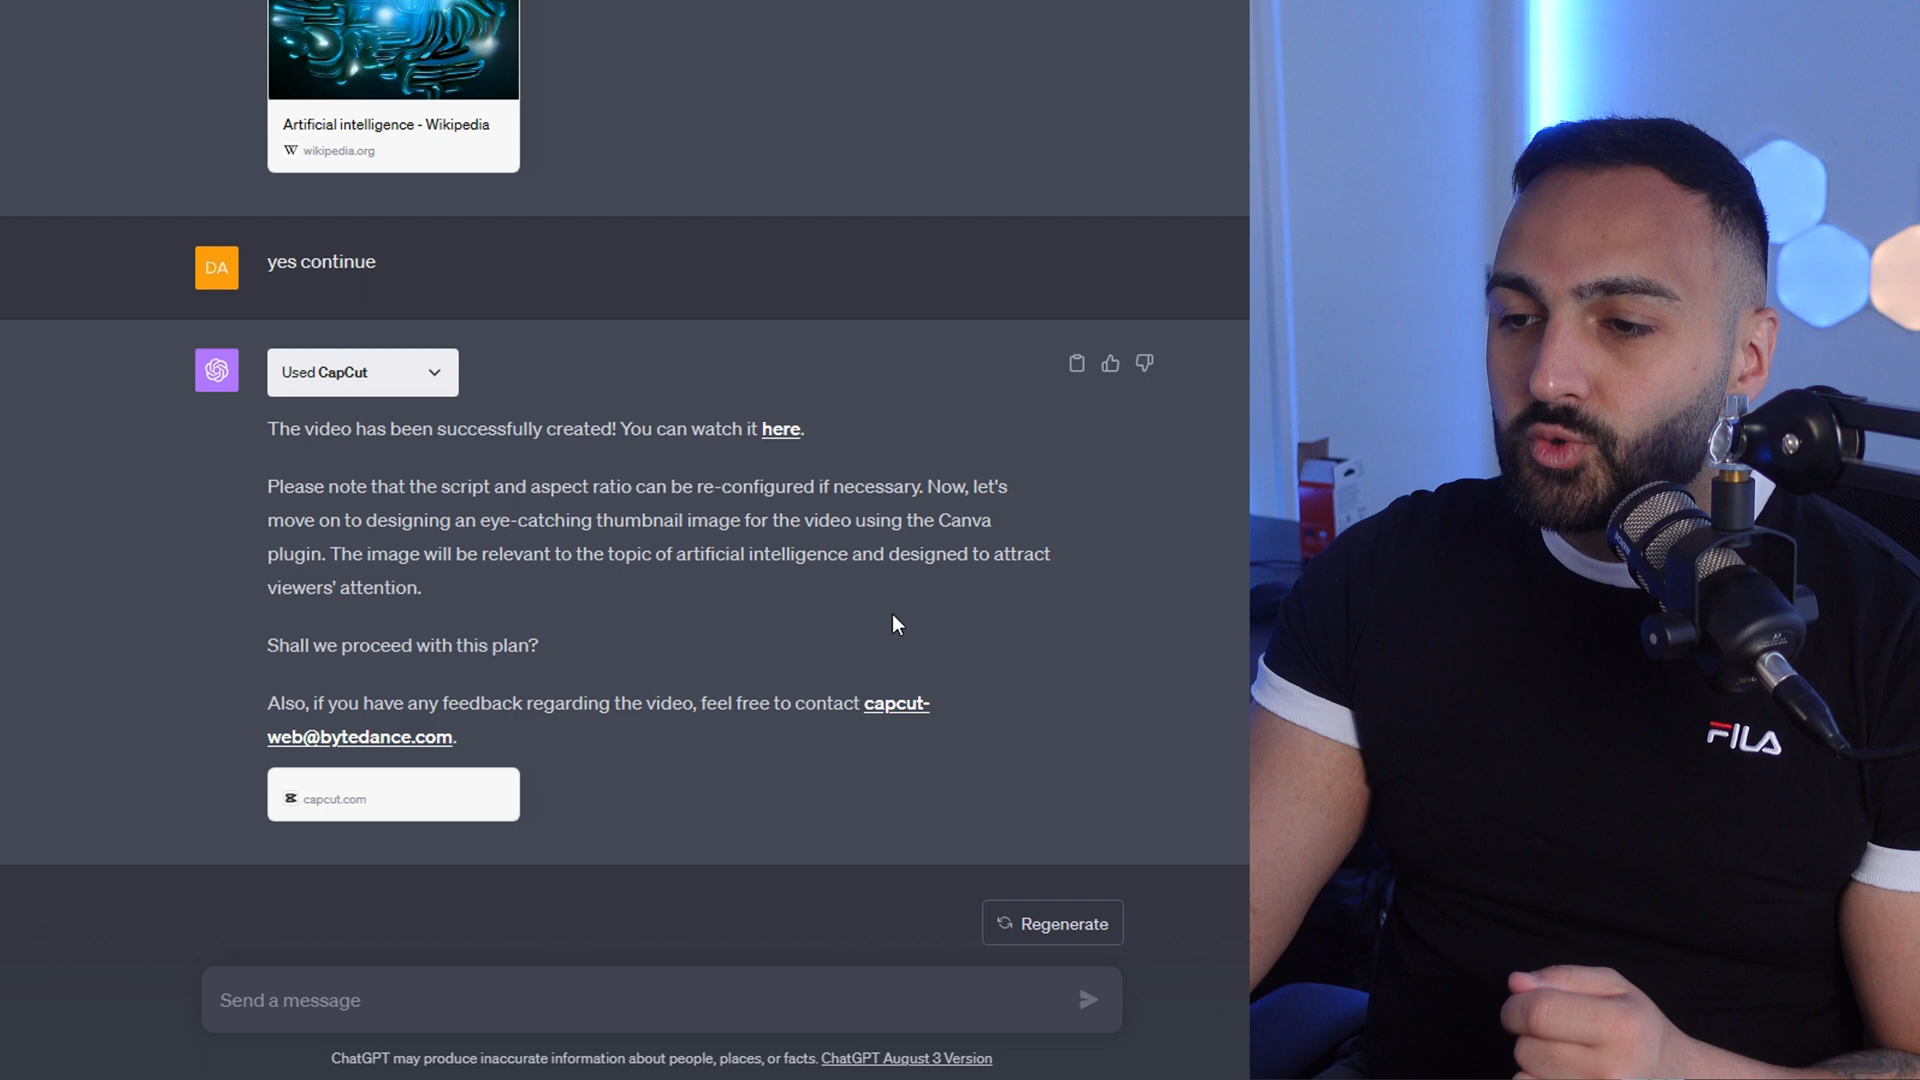 Artificial intelligence - Wikipedia
W wikipedia.org
DA yes continue
Used CapCut
The video has been successfully created! You can watch it here.
Please note that the script and aspect ratio can be re-configured if necessary. Now, let's
move on to designing an eye-catching thumbnail image for the video using the Canva
plugin. The image will be relevant to the topic of artificial intelligence and designed to attract
viewers' attention.
Shall we proceed with this plan?
Also, if you have any feedback regarding the video, feel free to contact capcut-
web@bytedance.com.
capcut.com
Regenerate
Send a message
ChatGPT may produce inaccurate information about people, places, or facts. ChatGPT August 3 Version
RODE
FILA